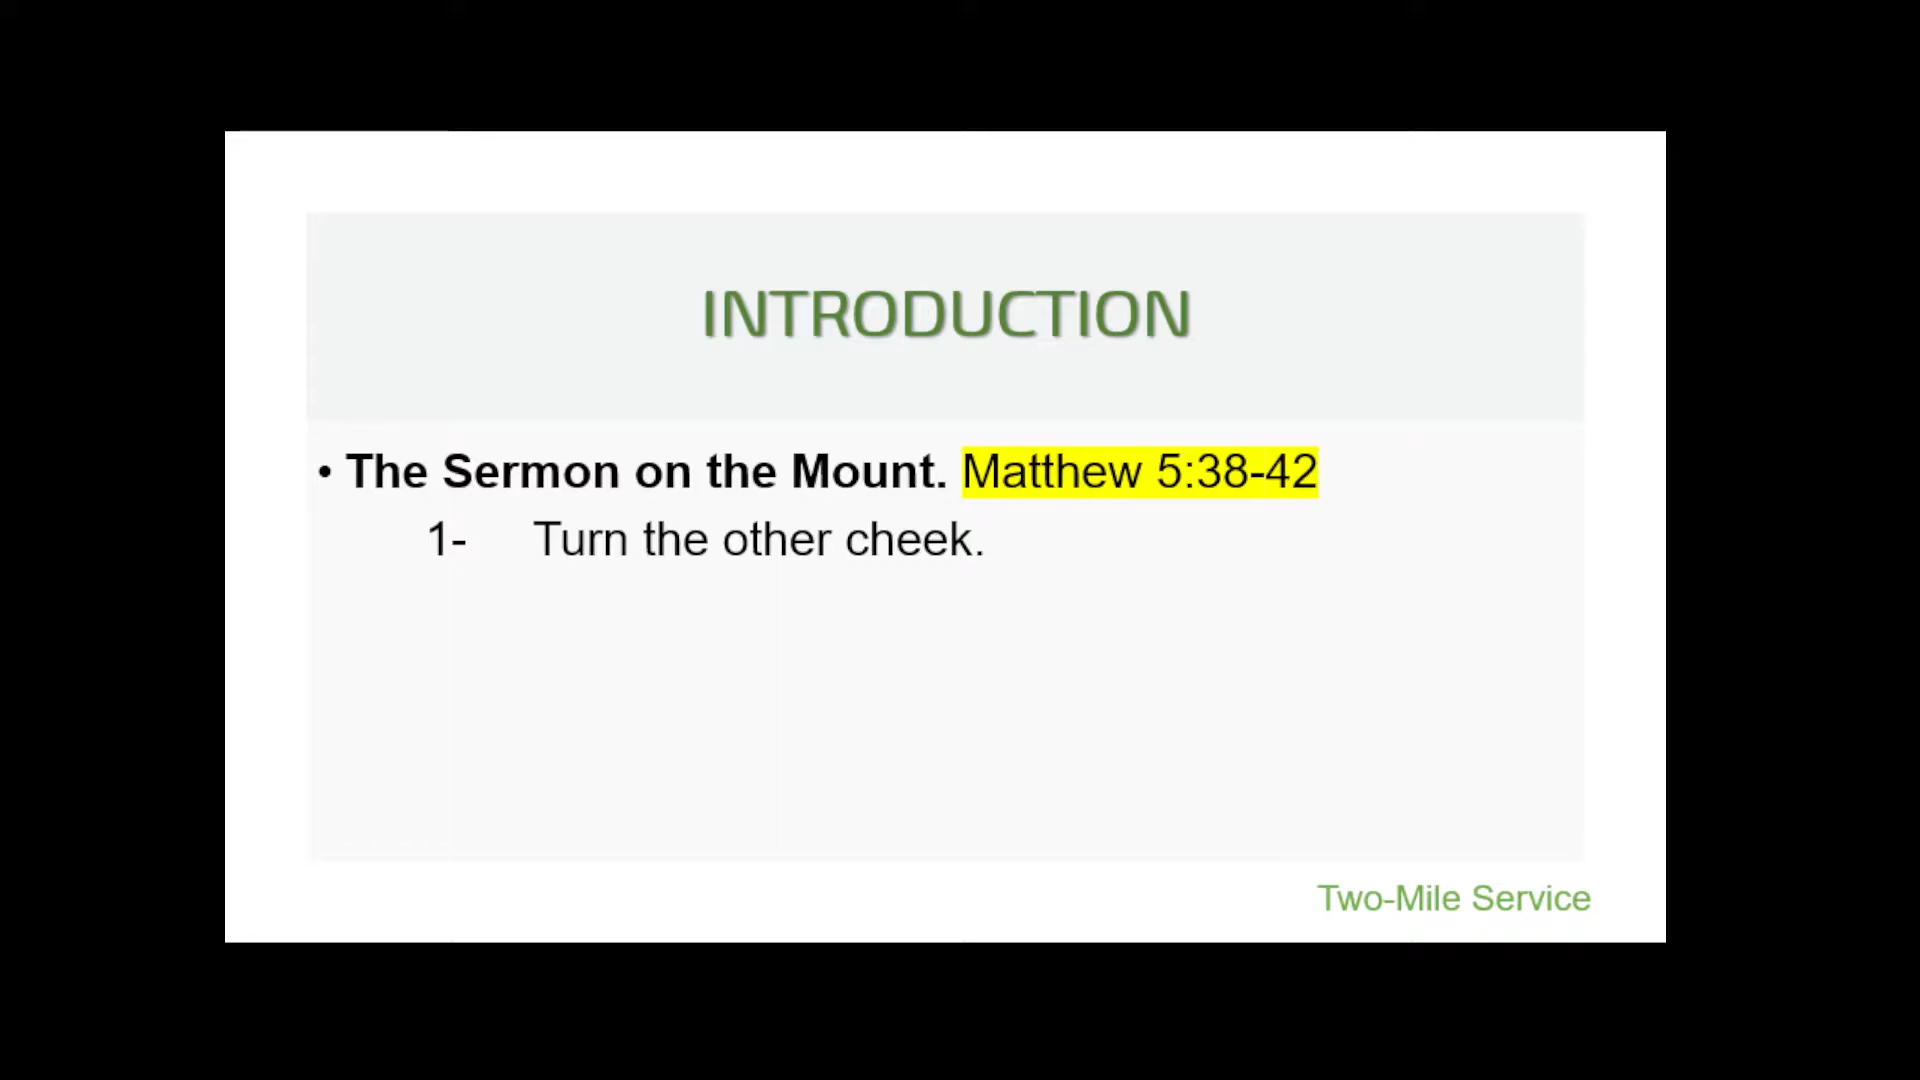 INTRODUCTION
• The Sermon on the Mount. Matthew 5:38-42
1- Turn the other cheek.
Two-Mile Service